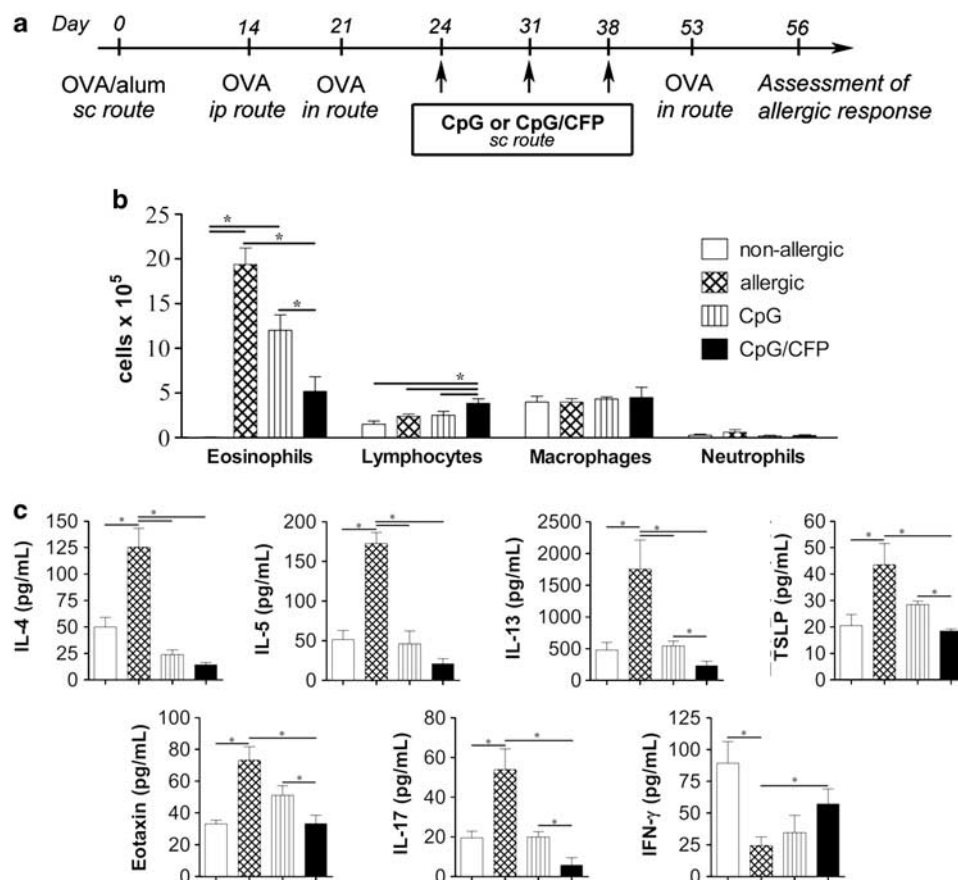 a
Day 0 14 21 24 31 38 53 56
OVA/alum OVA OVA OVA Assessment of
sc route ip route in route in route allergic response
CpG or CpG/CFP
sc route
b
cells x 10⁵
25
20
15
10
5
0
* * * *
non-allergic
allergic
CpG
CpG/CFP
Eosinophils Lymphocytes Macrophages Neutrophils
c
IL-4 (pg/mL)
150
125
100
75
50
25
0
* *
IL-5 (pg/mL)
200
150
100
50
0
* *
IL-13 (pg/mL)
2500
2000
1500
1000
500
0
* * *
TSLP (pg/mL)
60
50
40
30
20
10
0
* * *
Eotaxin (pg/mL)
100
80
60
40
20
0
* * *
IL-17 (pg/mL)
80
60
40
20
0
* * *
IFN-γ (pg/mL)
125
100
75
50
25
0
* *